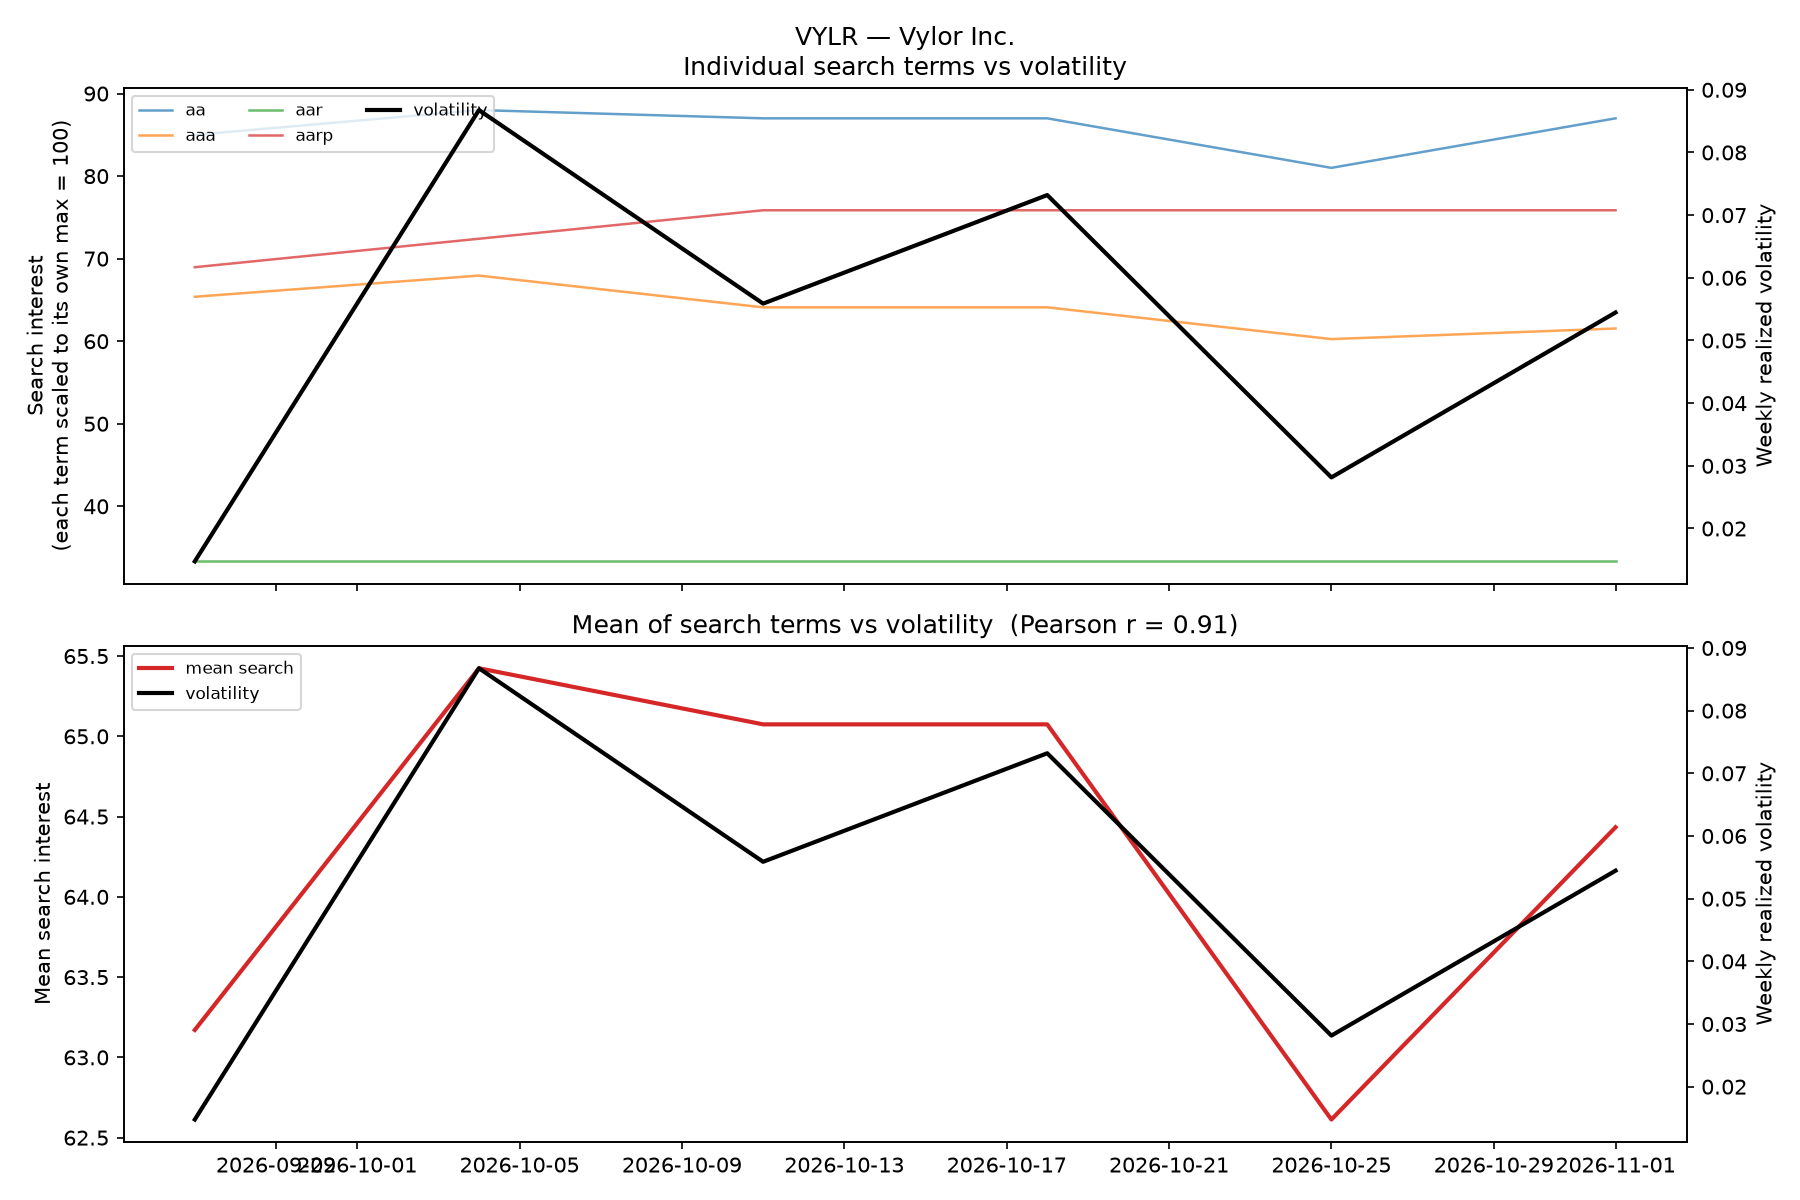 VYLR — Vylor Inc.
Individual search terms vs volatility
Search interest
(each term scaled to its own max = 100)
90
80
70
60
50
40
aa
aaa
aar
aarp
volatility
0.09
0.08
0.07
0.06
0.05
0.04
0.03
0.02
Weekly realized volatility
Mean of search terms vs volatility (Pearson r = 0.91)
Mean search interest
65.5
65.0
64.5
64.0
63.5
63.0
62.5
mean search
volatility
0.09
0.08
0.07
0.06
0.05
0.04
0.03
0.02
Weekly realized volatility
2026-09-29
2026-10-01
2026-10-05
2026-10-09
2026-10-13
2026-10-17
2026-10-21
2026-10-25
2026-10-29
2026-11-01